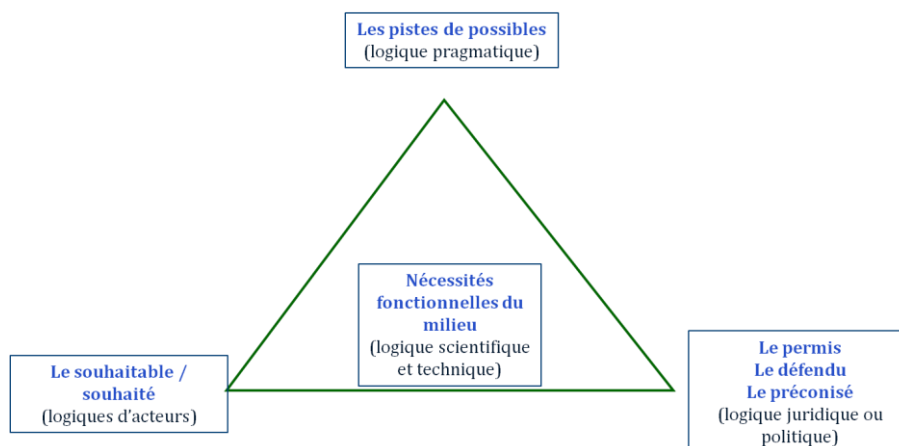 Les pistes de possibles
(logique pragmatique)
Nécessités
fonctionnelles du
milieu
(logique scientifique
et technique)
Le souhaitable /
souhaité
(logiques d'acteurs)
Le permis
Le défendu
Le préconisé
(logique juridique ou
politique)